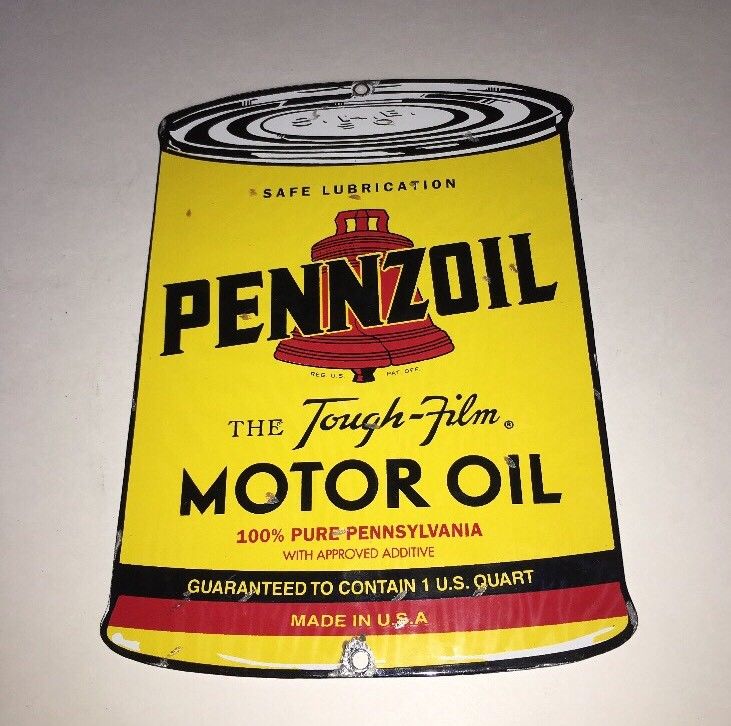 SAFE LUBRICATION
PENNZOIL
REG. U.S. PAT. OFF.
THE Tough-Film®
MOTOR OIL
100% PURE PENNSYLVANIA
WITH APPROVED ADDITIVE
GUARANTEED TO CONTAIN 1 U.S. QUART
MADE IN U.S.A